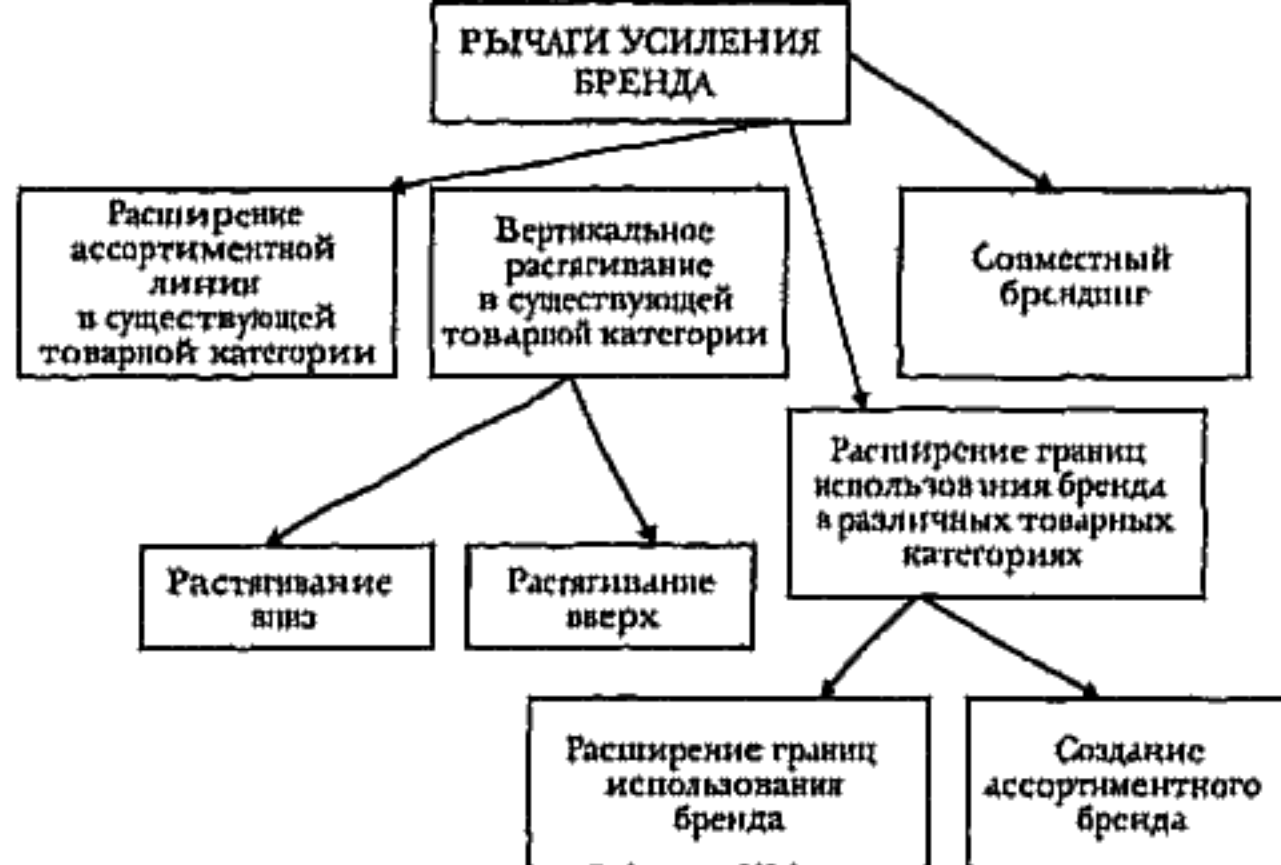 РЫЧАГИ УСИЛЕНИЯ
БРЕНДА
Расширение
ассортиментной
линии
в существующей
товарной категории
Вертикальное
растягивание
в существующей
товарной категории
Совместный
брендинг
Расширение границ
использования бренда
в различных товарных
категориях
Растягивание
вниз
Растягивание
вверх
Расширение границ
использования
бренда
Создание
ассортиментного
бренда